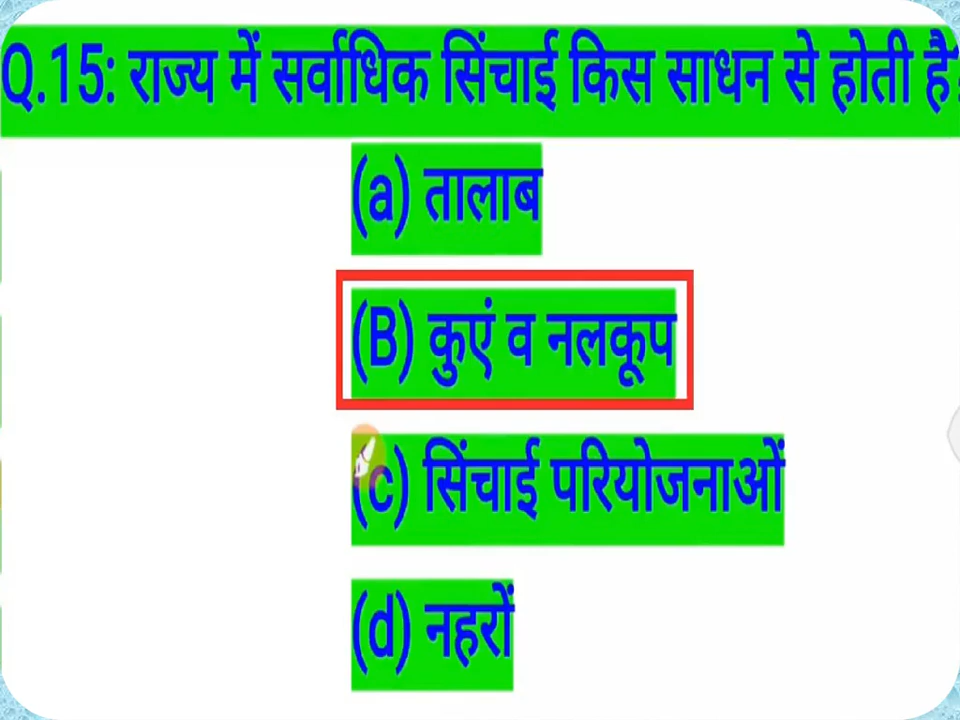 Q.15: राज्य में सर्वाधिक सिंचाई किस साधन से होती है?
(a) तालाब
(B) कुएं व नलकूप
(c) सिंचाई परियोजनाओं
(d) नहरों